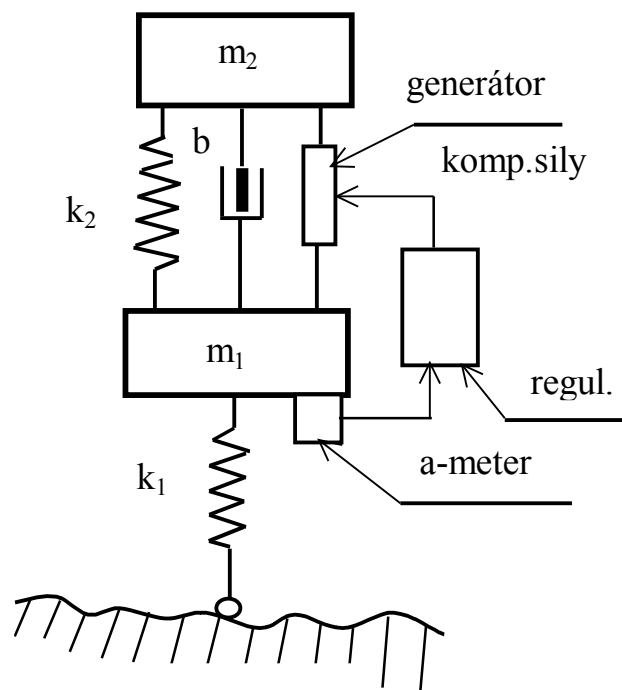 m2
generátor
b
komp.sily
k2
m1
regul.
a-meter
k1